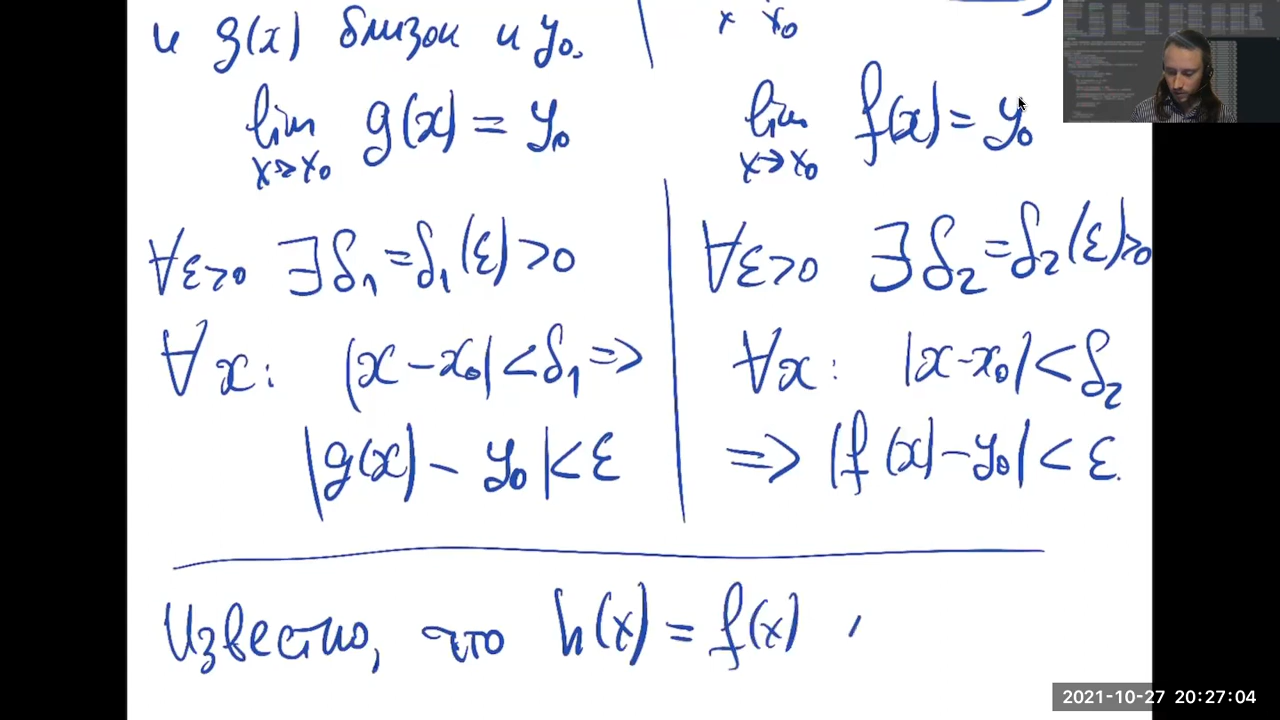 и g(x) близок к y₀.
x x₀
lim g(x) = y₀
x→x₀
lim f(x) = y₀
x→x₀
∀ε>0 ∃δ₁=δ₁(ε)>0
∀x: |x-x₀|<δ₁ =>
|g(x) - y₀|<ε
∀ε>0 ∃δ₂=δ₂(ε)>0
∀x: |x-x₀|<δ₂
=> |f(x)-y₀|<ε.
Известно, что h(x) = f(x)
2021-10-27 20:27:04